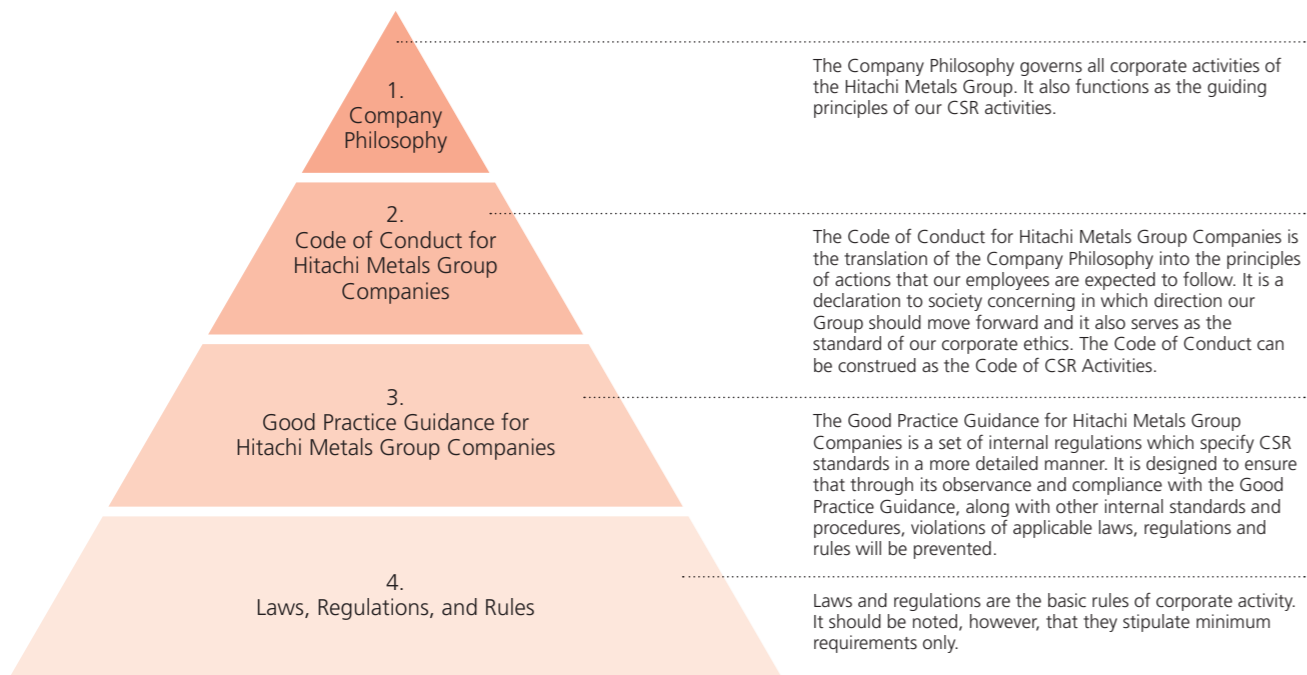 1.
Company
Philosophy
The Company Philosophy governs all corporate activities of
the Hitachi Metals Group. It also functions as the guiding
principles of our CSR activities.
2.
Code of Conduct for
Hitachi Metals Group
Companies
The Code of Conduct for Hitachi Metals Group Companies is
the translation of the Company Philosophy into the principles
of actions that our employees are expected to follow. It is a
declaration to society concerning in which direction our
Group should move forward and it also serves as the
standard of our corporate ethics. The Code of Conduct can
be construed as the Code of CSR Activities.
3.
Good Practice Guidance for
Hitachi Metals Group Companies
The Good Practice Guidance for Hitachi Metals Group
Companies is a set of internal regulations which specify CSR
standards in a more detailed manner. It is designed to ensure
that through its observance and compliance with the Good
Practice Guidance, along with other internal standards and
procedures, violations of applicable laws, regulations and
rules will be prevented.
4.
Laws, Regulations, and Rules
Laws and regulations are the basic rules of corporate activity.
It should be noted, however, that they stipulate minimum
requirements only.